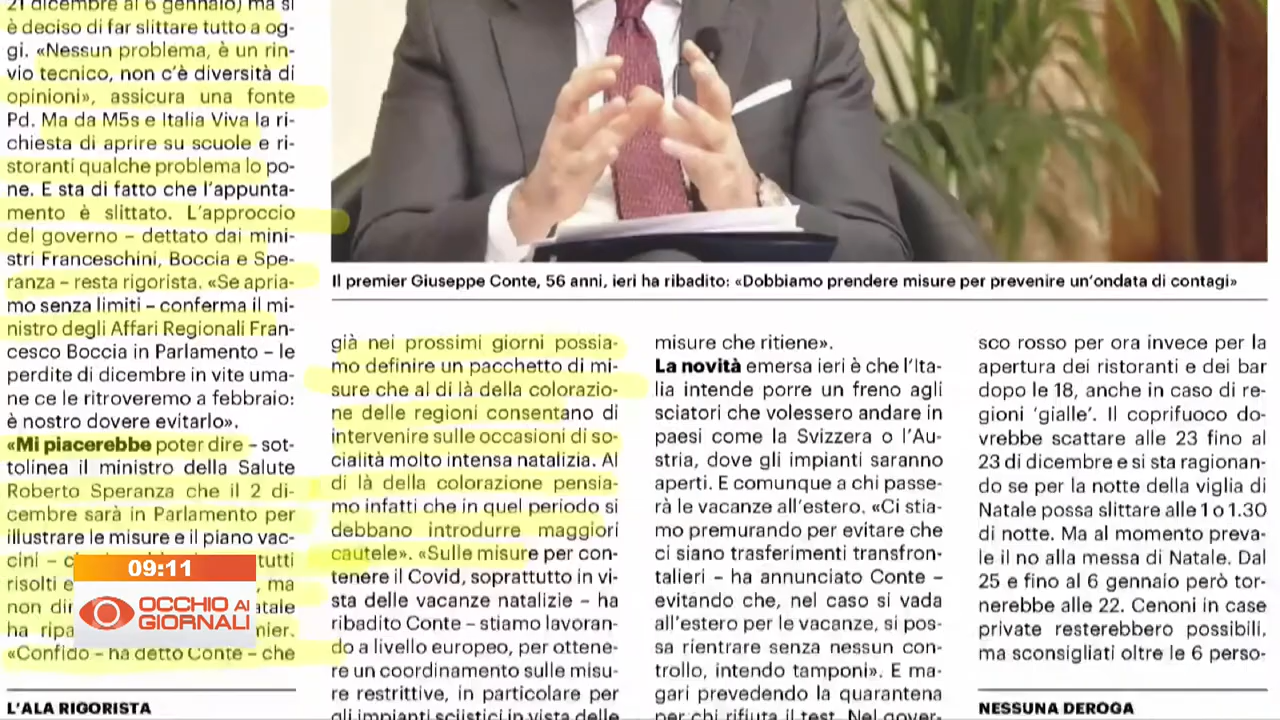 21 dicembre al 6 gennaio) ma si
è deciso di far slittare tutto a og-
gi. «Nessun problema, è un rin-
vio tecnico, non c'è diversità di
opinioni», assicura una fonte
Pd. Ma da M5s e Italia Viva la ri-
chiesta di aprire su scuole e ri-
storanti qualche problema lo po-
ne. E sta di fatto che l'appunta-
mento è slittato. L'approccio
del governo – dettato dai mini-
stri Franceschini, Boccia e Spe-
ranza – resta rigorista. «Se apria-
mo senza limiti – conferma il mi-
nistro degli Affari Regionali Fran-
cesco Boccia in Parlamento – le
perdite di dicembre in vite uma-
ne ce le ritroveremo a febbraio:
è nostro dovere evitarlo».
«Mi piacerebbe poter dire – sot-
tolinea il ministro della Salute
Roberto Speranza che il 2 di-
cembre sarà in Parlamento per
illustrare le misure e il piano vac-
cini – tutti
risolti e , ma
non
ha
«Confido – ha detto Conte – che
L'ALA RIGORISTA
09:11
OCCHIO AI
GIORNALI
Il premier Giuseppe Conte, 56 anni, ieri ha ribadito: «Dobbiamo prendere misure per prevenire un'ondata di contagi»
già nei prossimi giorni possia-
mo definire un pacchetto di mi-
sure che al di là della colorazio-
ne delle regioni consentano di
intervenire sulle occasioni di so-
cialità molto intensa natalizia. Al
di là della colorazione pensia-
mo infatti che in quel periodo si
debbano introdurre maggiori
cautele». «Sulle misure per con-
tenere il Covid, soprattutto in vi-
sta delle vacanze natalizie – ha
ribadito Conte – stiamo lavoran-
do a livello europeo, per ottene-
re un coordinamento sulle misu-
re restrittive, in particolare per
gli impianti sciistici in vista delle
misure che ritiene».
La novità emersa ieri è che l'Ita-
lia intende porre un freno agli
sciatori che volessero andare in
paesi come la Svizzera o l'Au-
stria, dove gli impianti saranno
aperti. E comunque a chi passe-
rà le vacanze all'estero. «Ci stia-
mo premurando per evitare che
ci siano trasferimenti transfron-
talieri – ha annunciato Conte –
evitando che, nel caso si vada
all'estero per le vacanze, si pos-
sa rientrare senza nessun con-
trollo, intendo tamponi». E ma-
gari prevedendo la quarantena
per chi rifiuta il test. Nel gover-
sco rosso per ora invece per la
apertura dei ristoranti e dei bar
dopo le 18, anche in caso di re-
gioni 'gialle'. Il coprifuoco do-
vrebbe scattare alle 23 fino al
23 di dicembre e si sta ragionan-
do se per la notte della viglia di
Natale possa slittare alle 1 o 1.30
di notte. Ma al momento preva-
le il no alla messa di Natale. Dal
25 e fino al 6 gennaio però tor-
nerebbe alle 22. Cenoni in case
private resterebbero possibili,
ma sconsigliati oltre le 6 perso-
NESSUNA DEROGA